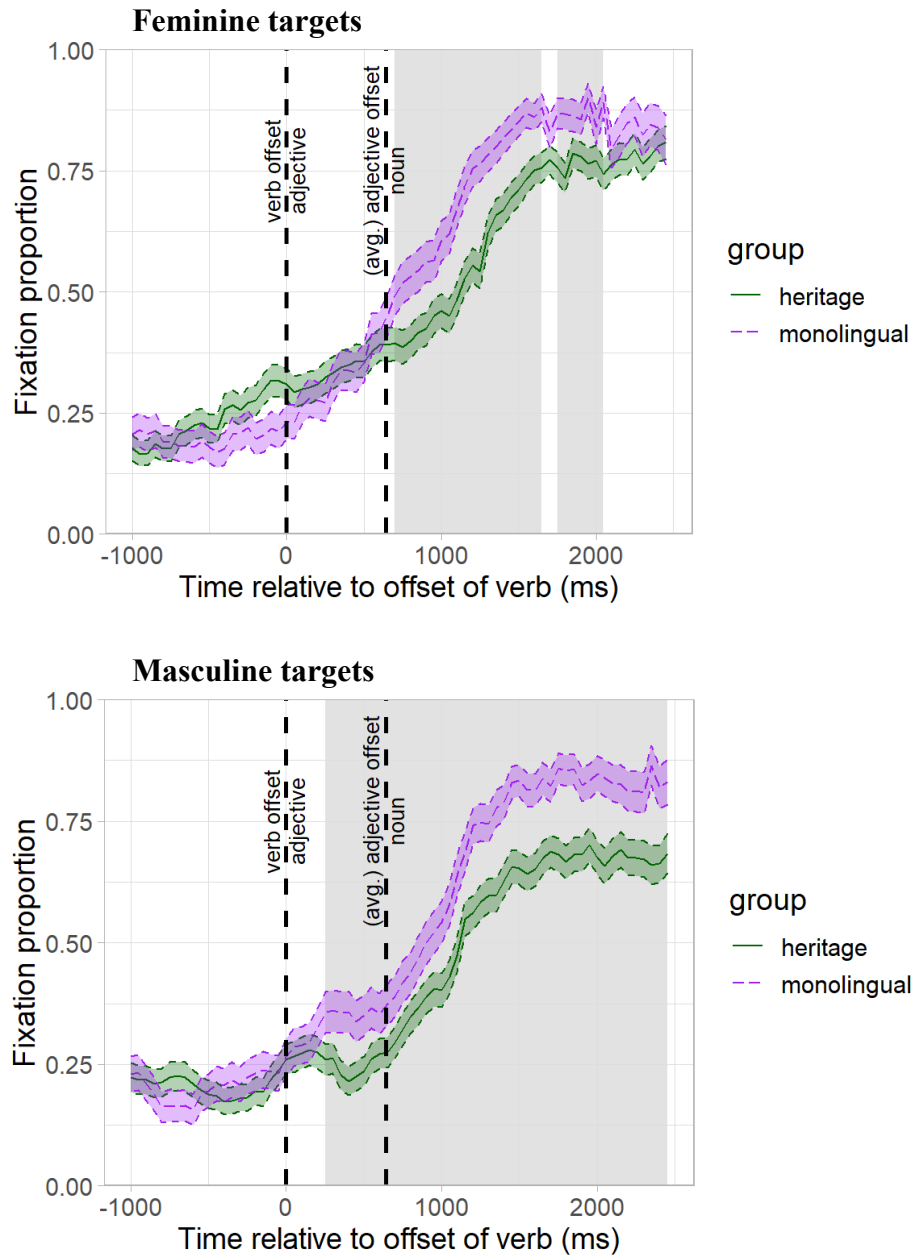 Feminine targets
1.00
0.75
0.50
0.25
0.00
Fixation proportion
verb offset
adjective
(avg.) adjective offset
noun
-1000
0
1000
2000
Time relative to offset of verb (ms)
group
heritage
monolingual
Masculine targets
1.00
0.75
0.50
0.25
0.00
Fixation proportion
verb offset
adjective
(avg.) adjective offset
noun
-1000
0
1000
2000
Time relative to offset of verb (ms)
group
heritage
monolingual